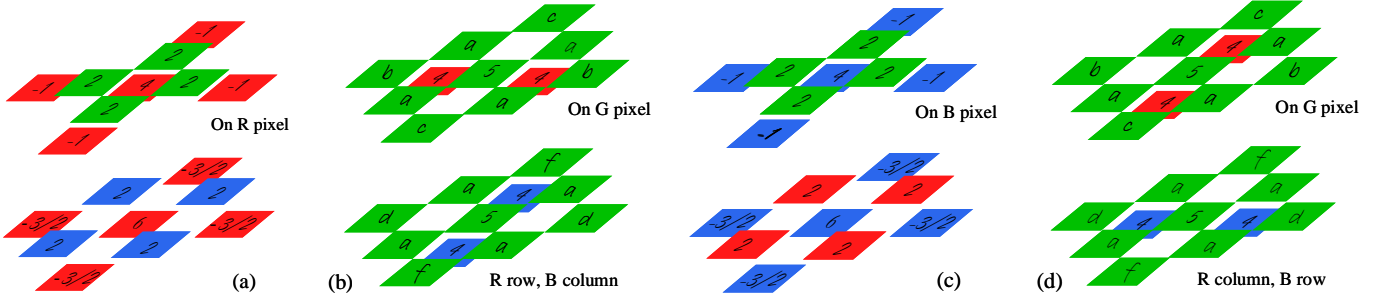 -1
2
-1 2 4 2 -1
2
-1
On R pixel
-3/2
2 2
-3/2 6 -3/2
2 2
-3/2
(a)
c
a a
b 4 5 4 b
a a
c
On G pixel
f
a 4 a
d 5 d
a 4 a
f
R row, B column
(b)
-1
2
-1 2 4 2 -1
2
-1
On B pixel
-3/2
2 2
-3/2 6 -3/2
2 2
-3/2
(c)
c
a 4 a
b 5 b
a 4 a
c
On G pixel
f
a a
d 4 5 4 d
a a
f
R column, B row
(d)